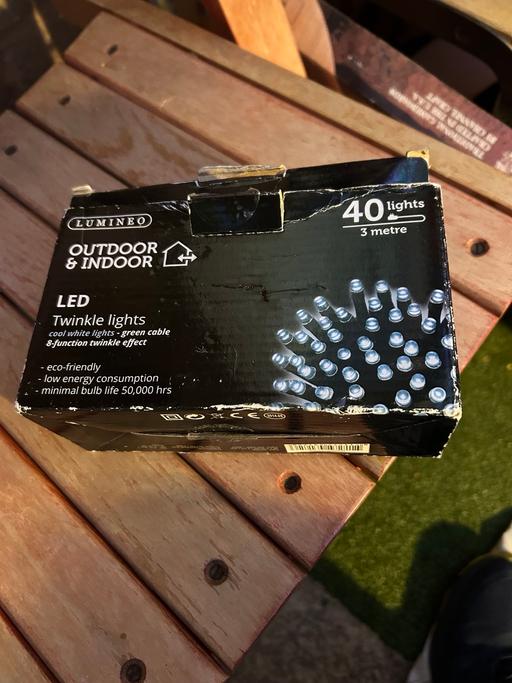 LUMINEO
OUTDOOR
& INDOOR
40 lights
3 metre
LED
Twinkle lights
cool white lights - green cable
8-function twinkle effect
- eco-friendly
- low energy consumption
- minimal bulb life 50,000 hrs
CE